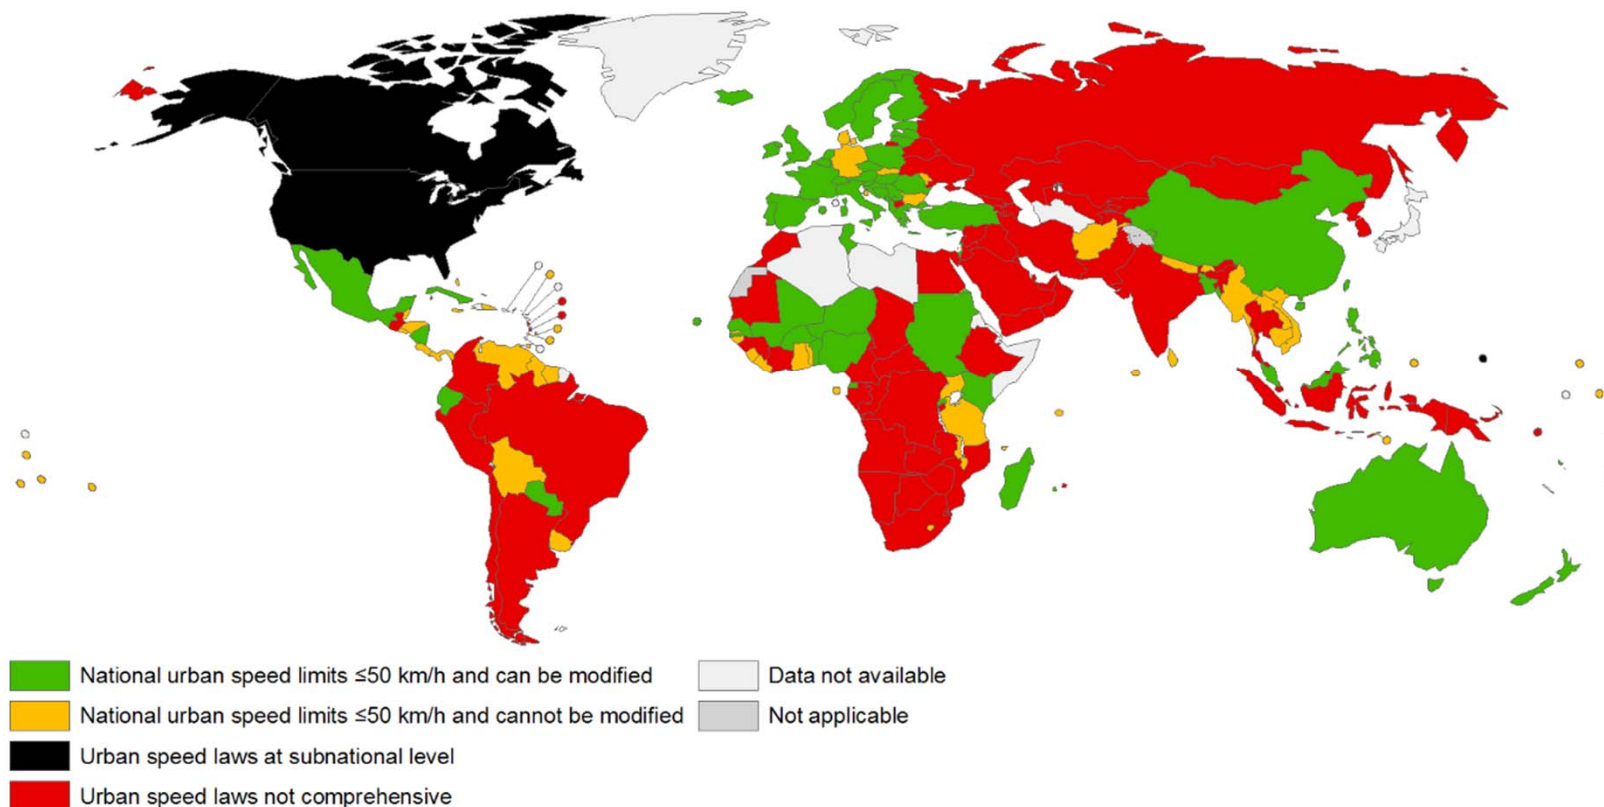 National urban speed limits ≤50 km/h and can be modified
National urban speed limits ≤50 km/h and cannot be modified
Urban speed laws at subnational level
Urban speed laws not comprehensive
Data not available
Not applicable